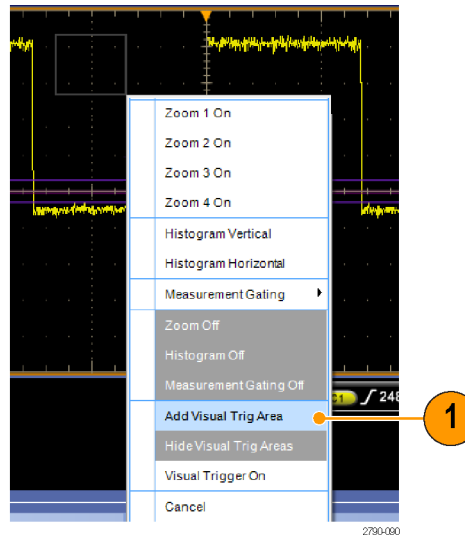 Zoom 1 On
Zoom 2 On
Zoom 3 On
Zoom 4 On
Histogram Vertical
Histogram Horizontal
Measurement Gating
Zoom Off
Histogram Off
Measurement Gating Off
C1 248
Add Visual Trig Area
1
Hide Visual Trig Areas
Visual Trigger On
Cancel
2790-090